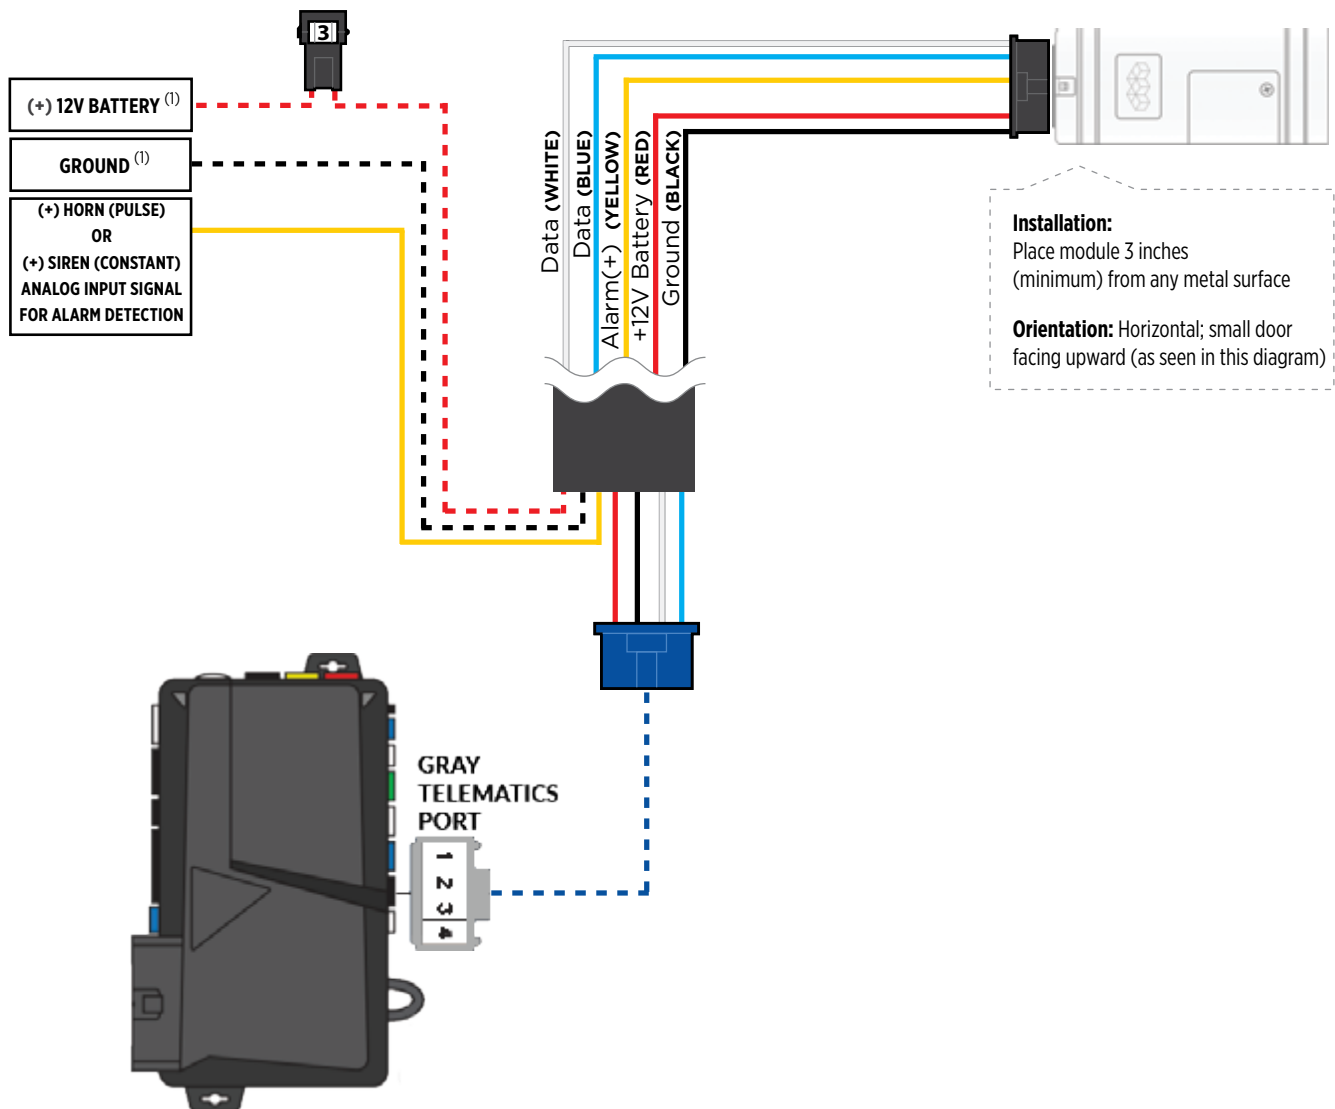 3
(+) 12V BATTERY (1)
GROUND (1)
(+) HORN (PULSE)
OR
(+) SIREN (CONSTANT)
ANALOG INPUT SIGNAL
FOR ALARM DETECTION
Data (WHITE)
Data (BLUE)
Alarm(+) (YELLOW)
+12V Battery (RED)
Ground (BLACK)
Installation:
Place module 3 inches
(minimum) from any metal surface
Orientation: Horizontal; small door
facing upward (as seen in this diagram)
GRAY
TELEMATICS
PORT
1
2
3
4